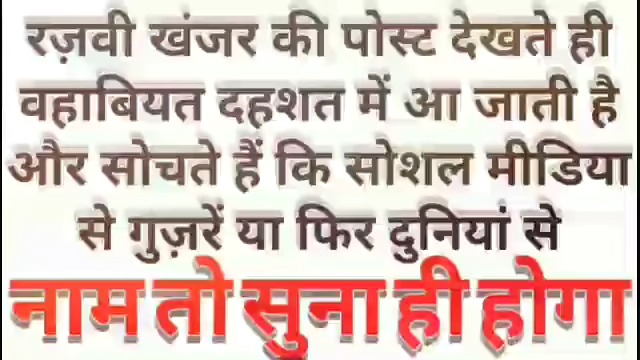 रज़वी खंजर की पोस्ट देखते ही
वहाबियत दहशत में आ जाती है
और सोचते हैं कि सोशल मीडिया
से गुज़रें या फिर दुनियां से
नाम तो सुना ही होगा